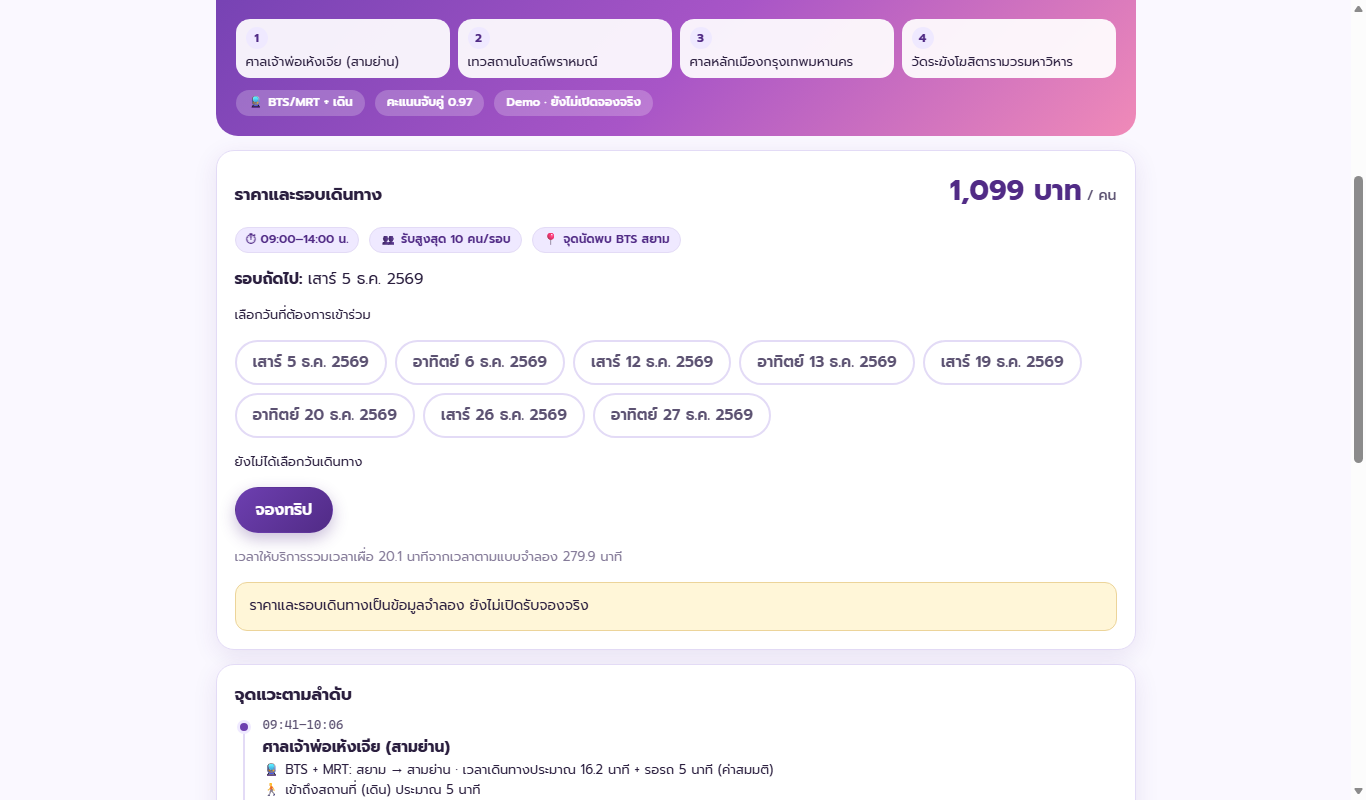 1
ศาลเจ้าพ่อเห้งเจีย (สามย่าน)
2
เทวสถานโบสถ์พราหมณ์
3
ศาลหลักเมืองกรุงเทพมหานคร
4
วัดระฆังโฆสิตารามวรมหาวิหาร
BTS/MRT + เดิน
คะแนนจับคู่ 0.97
Demo · ยังไม่เปิดจองจริง
ราคาและรอบเดินทาง
1,099 บาท / คน
09:00–14:00 น.
รับสูงสุด 10 คน/รอบ
จุดนัดพบ BTS สยาม
รอบถัดไป: เสาร์ 5 ธ.ค. 2569
เลือกวันที่ต้องการเข้าร่วม
เสาร์ 5 ธ.ค. 2569
อาทิตย์ 6 ธ.ค. 2569
เสาร์ 12 ธ.ค. 2569
อาทิตย์ 13 ธ.ค. 2569
เสาร์ 19 ธ.ค. 2569
อาทิตย์ 20 ธ.ค. 2569
เสาร์ 26 ธ.ค. 2569
อาทิตย์ 27 ธ.ค. 2569
ยังไม่ได้เลือกวันเดินทาง
จองทริป
เวลาให้บริการรวมเวลาเผื่อ 20.1 นาทีจากเวลาตามแบบจำลอง 279.9 นาที
ราคาและรอบเดินทางเป็นข้อมูลจำลอง ยังไม่เปิดรับจองจริง
จุดแวะตามลำดับ
09:41–10:06
ศาลเจ้าพ่อเห้งเจีย (สามย่าน)
BTS + MRT: สยาม → สามย่าน · เวลาเดินทางประมาณ 16.2 นาที + รอรถ 5 นาที (ค่าสมมติ)
เข้าถึงสถานที่ (เดิน) ประมาณ 5 นาที